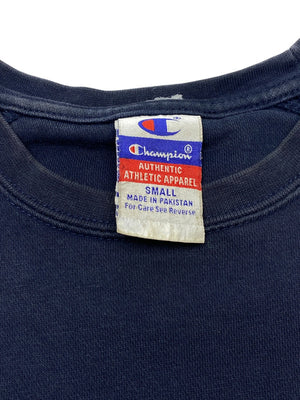 Champion®
AUTHENTIC
ATHLETIC APPAREL
SMALL
MADE IN PAKISTAN
For Care See Reverse